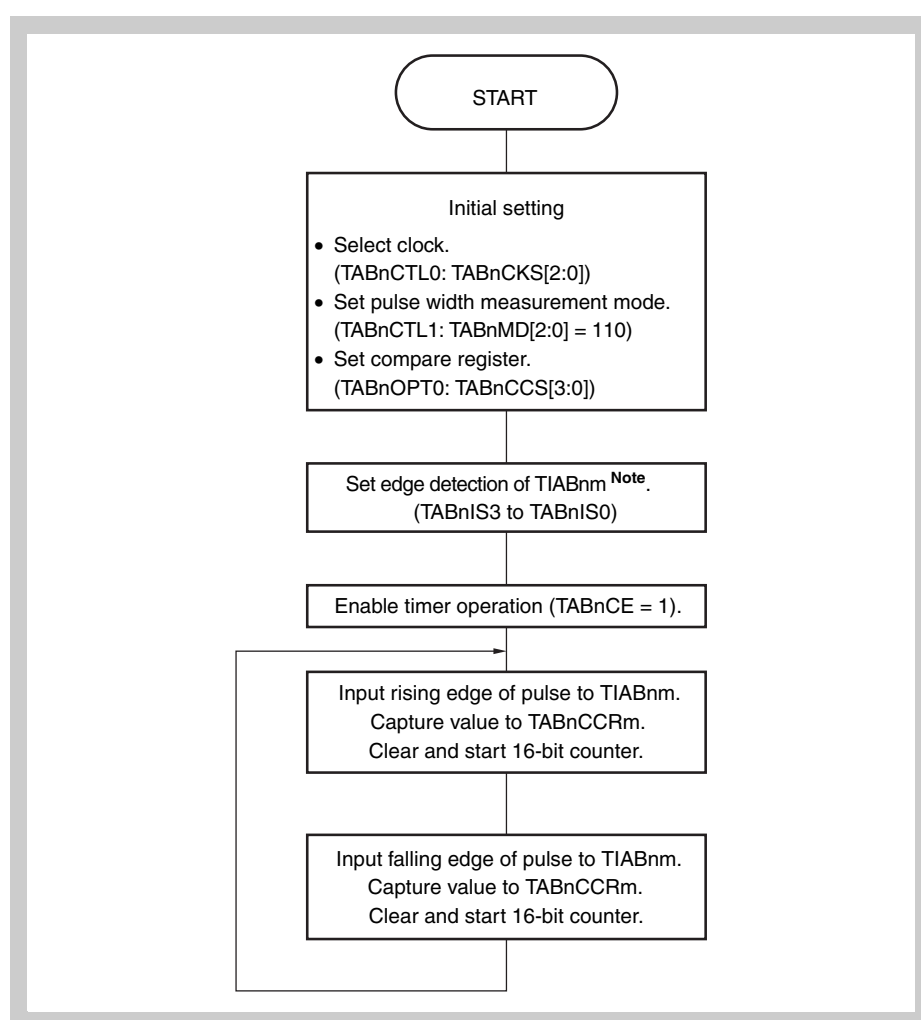 START
Initial setting
• Select clock.
(TABnCTL0: TABnCKS[2:0])
• Set pulse width measurement mode.
(TABnCTL1: TABnMD[2:0] = 110)
• Set compare register.
(TABnOPT0: TABnCCS[3:0])
Set edge detection of TIABnm Note.
(TABnIS3 to TABnIS0)
Enable timer operation (TABnCE = 1).
Input rising edge of pulse to TIABnm.
Capture value to TABnCCRm.
Clear and start 16-bit counter.
Input falling edge of pulse to TIABnm.
Capture value to TABnCCRm.
Clear and start 16-bit counter.